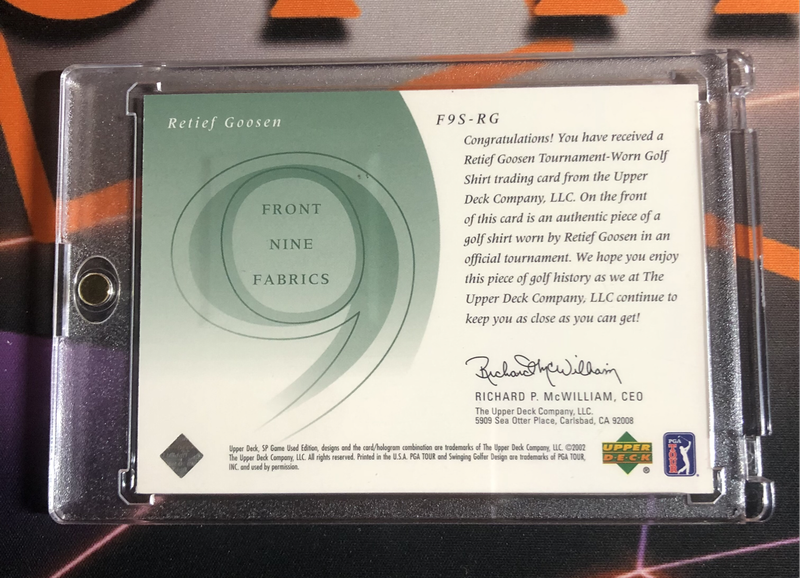 Retief Goosen
FRONT
NINE
FABRICS
F9S-RG
Congratulations! You have received a
Retief Goosen Tournament-Worn Golf
Shirt trading card from the Upper
Deck Company, LLC. On the front
of this card is an authentic piece of a
golf shirt worn by Retief Goosen in an
official tournament. We hope you enjoy
this piece of golf history as we at The
Upper Deck Company, LLC continue to
keep you as close as you can get!
Richard McWilliam
RICHARD P. McWILLIAM, CEO
The Upper Deck Company, LLC.
5909 Sea Otter Place, Carlsbad, CA 92008
Upper Deck, SP Game Used Edition, designs and the card/hologram combination are trademarks of The Upper Deck Company, LLC. ©2002
The Upper Deck Company, LLC. All rights reserved. Printed in the U.S.A. PGA TOUR and Swinging Golfer Design are trademarks of PGA TOUR,
INC. and used by permission.
UPPER
DECK
®
PGA
TOUR